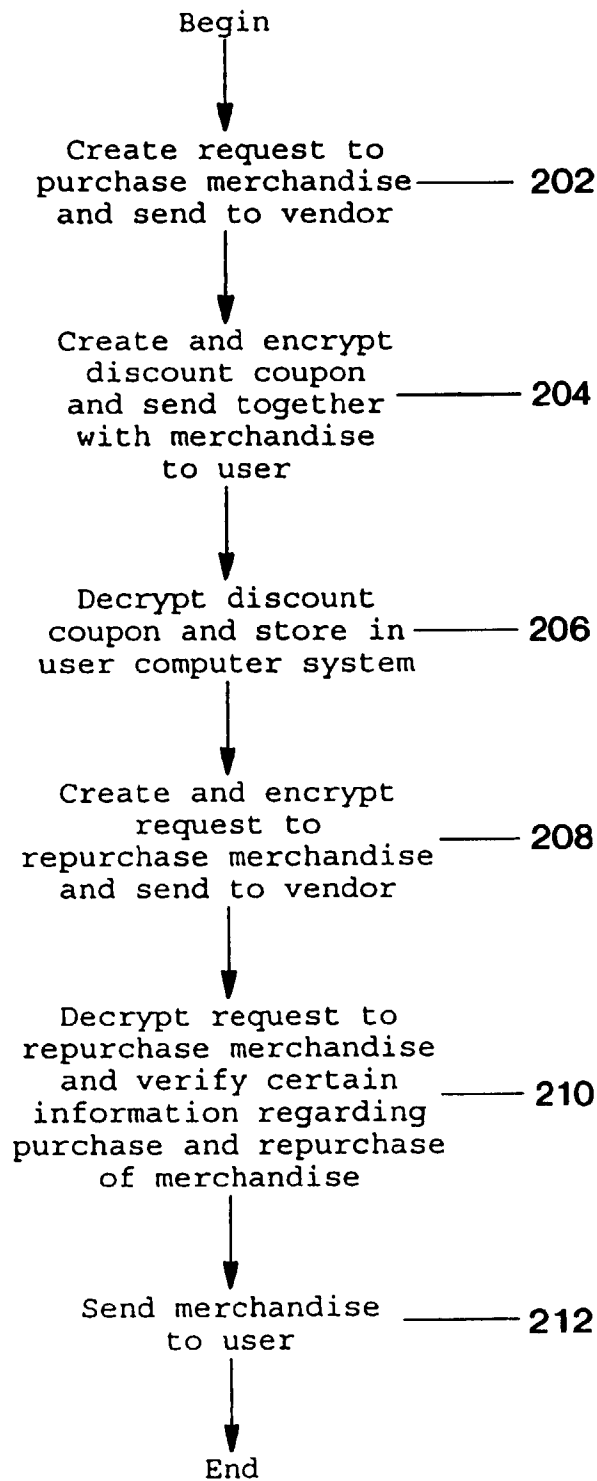 Begin
Create request to
purchase merchandise
and send to vendor
202
Create and encrypt
discount coupon
and send together
with merchandise
to user
204
Decrypt discount
coupon and store in
user computer system
206
Create and encrypt
request to
repurchase merchandise
and send to vendor
208
Decrypt request to
repurchase merchandise
and verify certain
information regarding
purchase and repurchase
of merchandise
210
Send merchandise
to user
212
End